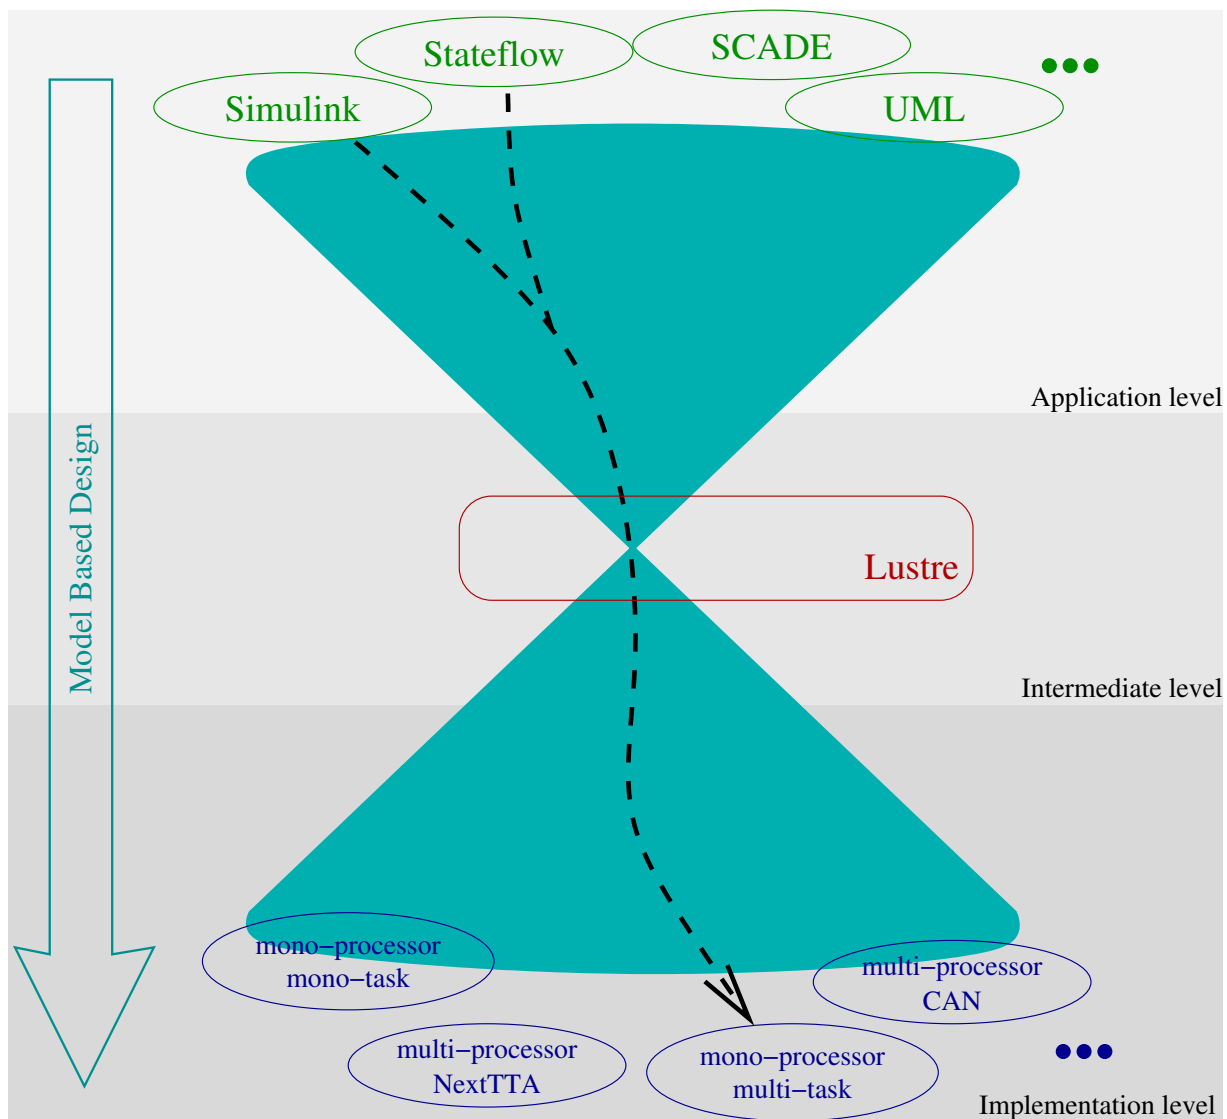 Stateflow
SCADE
Simulink
UML
Application level
Model Based Design
Lustre
Intermediate level
mono−processor
mono−task
multi−processor
CAN
multi−processor
NextTTA
mono−processor
multi−task
Implementation level